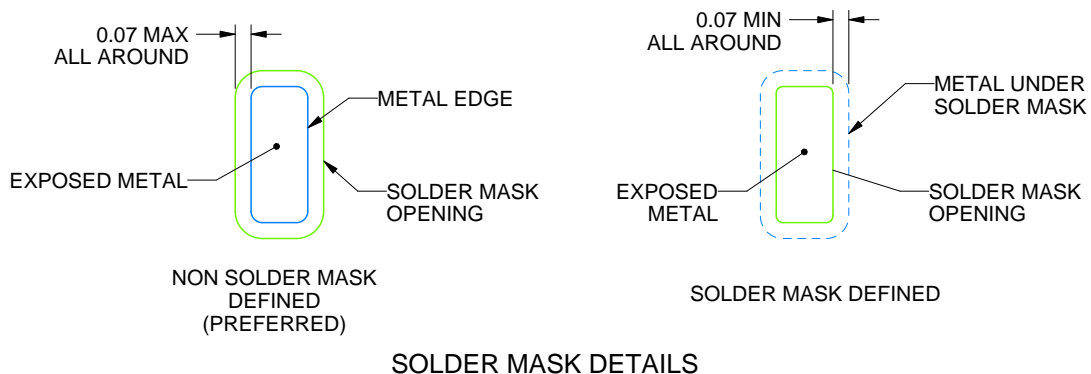 0.07 MAX
ALL AROUND
METAL EDGE
EXPOSED METAL
SOLDER MASK
OPENING
NON SOLDER MASK
DEFINED
(PREFERRED)
0.07 MIN
ALL AROUND
METAL UNDER
SOLDER MASK
EXPOSED
METAL
SOLDER MASK
OPENING
SOLDER MASK DEFINED
SOLDER MASK DETAILS